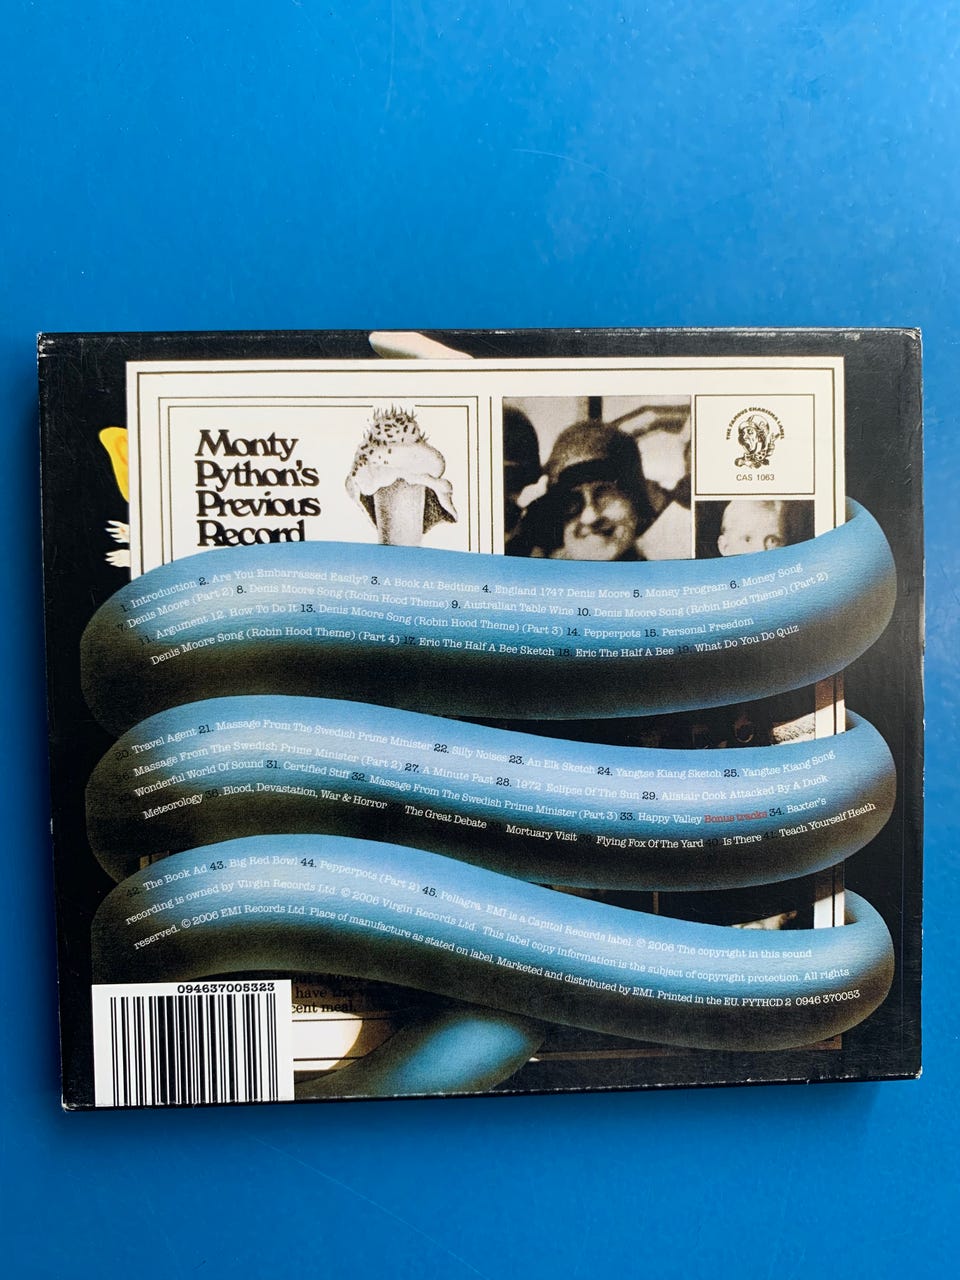 Monty
Python's
Previous
Record
THE FAMOUS CHARISMA LABEL
CAS 1063
1. Introduction 2. Are You Embarrassed Easily? 3. A Book At Bedtime 4. England 1747 Denis Moore 5. Money Program 6. Money Song
7. Denis Moore (Part 2) 8. Denis Moore Song (Robin Hood Theme) 9. Australian Table Wine 10. Denis Moore Song (Robin Hood Theme) (Part 2)
11. Argument 12. How To Do It 13. Denis Moore Song (Robin Hood Theme) (Part 3) 14. Pepperpots 15. Personal Freedom
Denis Moore Song (Robin Hood Theme) (Part 4) 17. Eric The Half A Bee Sketch 18. Eric The Half A Bee 19. What Do You Do Quiz
20. Travel Agent 21. Massage From The Swedish Prime Minister 22. Silly Noises 23. An Elk Sketch 24. Yangtse Kiang Sketch 25. Yangtse Kiang Song
26. Massage From The Swedish Prime Minister (Part 2) 27. A Minute Past 28. 1972 Eclipse Of The Sun 29. Alistair Cook Attacked By A Duck
Wonderful World Of Sound 31. Certified Stiff 32. Massage From The Swedish Prime Minister (Part 3) 33. Happy Valley Bonus tracks 34. Baxter's
Meteorology 35. Blood, Devastation, War & Horror The Great Debate Mortuary Visit Flying Fox Of The Yard 40. Is There 41. Teach Yourself Heath
42. The Book Ad 43. Big Red Bowl 44. Pepperpots (Part 2) 45. Pellagra. EMI is a Capitol Records label. ℗ 2006 The copyright in this sound
recording is owned by Virgin Records Ltd. © 2006 Virgin Records Ltd. This label copy information is the subject of copyright protection. All rights
reserved. © 2006 EMI Records Ltd. Place of manufacture as stated on label. Marketed and distributed by EMI. Printed in the EU. PYTHCD 2 0946 370053
have
cent meal
094637005323